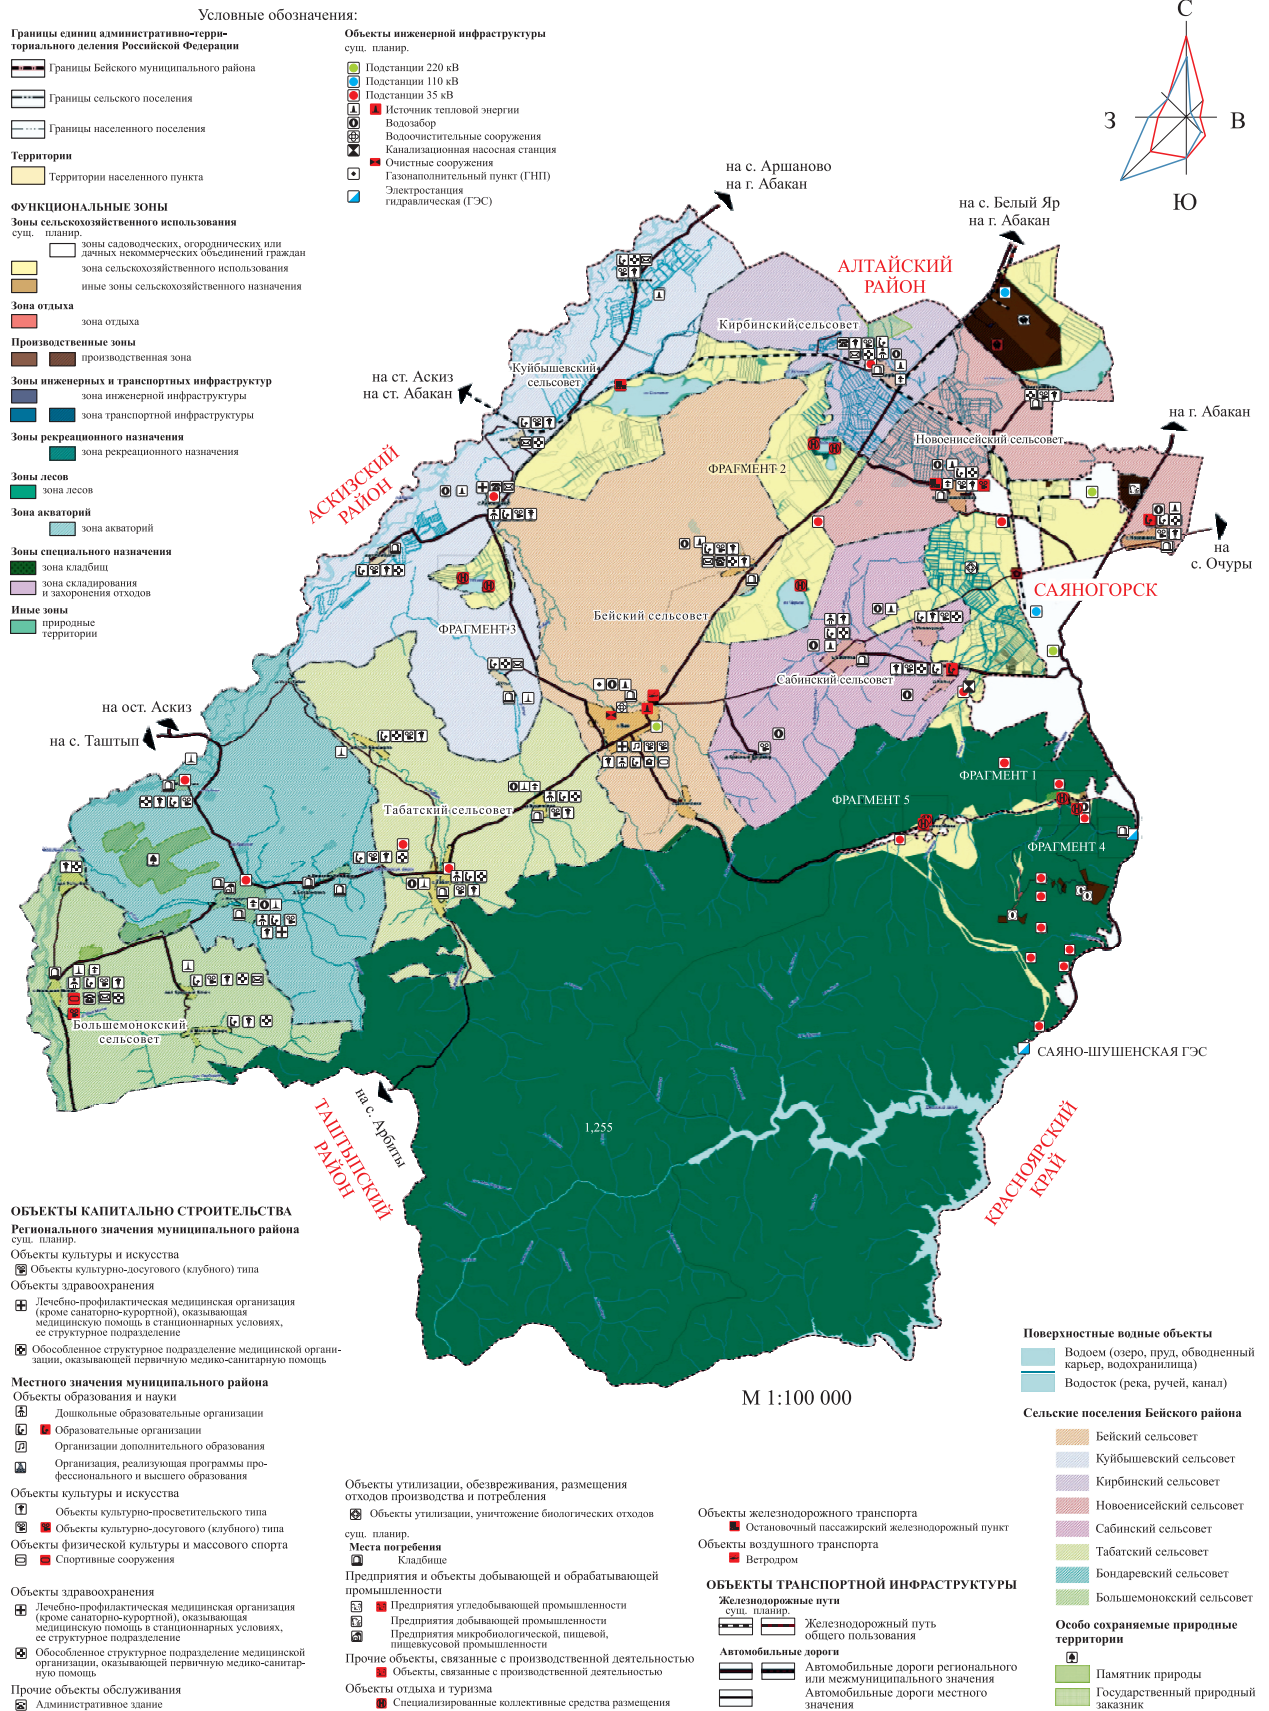 Условные обозначения:
Границы единиц административно-терри-
ториального деления Российской Федерации
Границы Бейского муниципального района
Границы сельского поселения
Границы населенного поселения
Территории
Территории населенного пункта
ФУНКЦИОНАЛЬНЫЕ ЗОНЫ
Зоны сельскохозяйственного использования
сущ. планир.
зоны садоводческих, огороднических или
дачных некоммерческих объединений граждан
зона сельскохозяйственного использования
иные зоны сельскохозяйственного назначения
Зона отдыха
зона отдыха
Производственные зоны
производственная зона
Зоны инженерных и транспортных инфраструктур
зона инженерной инфраструктуры
зона транспортной инфраструктуры
Зоны рекреационного назначения
зона рекреационного назначения
Зоны лесов
зона лесов
Зона акваторий
зона акваторий
Зоны специального назначения
зона кладбищ
зона складирования
и захоронения отходов
Иные зоны
природные
территории
Объекты инженерной инфраструктуры
сущ. планир.
Подстанции 220 кВ
Подстанции 110 кВ
Подстанции 35 кВ
Источник тепловой энергии
Водозабор
Водоочистительные сооружения
Канализационная насосная станция
Очистные сооружения
Газонаполнительный пункт (ГНП)
Электростанция
гидравлическая (ГЭС)
С
З
В
Ю
на с. Аршаново
на г. Абакан
на с. Белый Яр
на г. Абакан
АЛТАЙСКИЙ
РАЙОН
Кирбинский сельсовет
Куйбышевский
сельсовет
на ст. Аскиз
на ст. Абакан
на г. Абакан
Новоенисейский сельсовет
ФРАГМЕНТ 2
АСКИЗСКИЙ
РАЙОН
на
с. Очуры
САЯНОГОРСК
Бейский сельсовет
ФРАГМЕНТ 3
Сабинский сельсовет
на ост. Аскиз
на с. Таштып
ФРАГМЕНТ 1
ФРАГМЕНТ 5
Табатский сельсовет
ФРАГМЕНТ 4
Большемонокский
сельсовет
САЯНО-ШУШЕНСКАЯ ГЭС
на с. Арбиты
ТАШТЫПСКИЙ
РАЙОН
1,255
КРАСНОЯРСКИЙ
КРАЙ
М 1:100 000
ОБЪЕКТЫ КАПИТАЛЬНО СТРОИТЕЛЬСТВА
Регионального значения муниципального района
сущ. планир.
Объекты культуры и искусства
Объекты культурно-досугового (клубного) типа
Объекты здравоохранения
Лечебно-профилактическая медицинская организация
(кроме санаторно-курортной), оказывающая
медицинскую помощь в станционнарных условиях,
ее структурное подразделение
Обособленное структурное подразделение медицинской органи-
зации, оказывающей первичную медико-санитарную помощь
Местного значения муниципального района
Объекты образования и науки
Дошкольные образовательные организации
Образовательные организации
Организации дополнительного образования
Организация, реализующая программы про-
фессионального и высшего образования
Объекты культуры и искусства
Объекты культурно-просветительского типа
Объекты культурно-досугового (клубного) типа
Объекты физической культуры и массового спорта
Спортивные сооружения
Объекты здравоохранения
Лечебно-профилактическая медицинская организация
(кроме санаторно-курортной), оказывающая
медицинскую помощь в станционнарных условиях,
ее структурное подразделение
Обособленное структурное подразделение медицинской
организации, оказывающей первичную медико-санитар-
ную помощь
Прочие объекты обслуживания
Административное здание
Объекты утилизации, обезвреживания, размещения
отходов производства и потребления
Объекты утилизации, уничтожение биологических отходов
сущ. планир.
Места погребения
Кладбище
Предприятия и объекты добывающей и обрабатывающей
промышленности
Предприятия угледобывающей промышленности
Предприятия добывающей промышленности
Предприятия микробиологической, пищевой,
пищевкусовой промышленности
Прочие объекты, связанные с производственной деятельностью
Объекты, связанные с производственной деятельностью
Объекты отдыха и туризма
Специализированные коллективные средства размещения
Объекты железнодорожного транспорта
Остановочный пассажирский железнодорожный пункт
Объекты воздушного транспорта
Ветродром
ОБЪЕКТЫ ТРАНСПОРТНОЙ ИНФРАСТРУКТУРЫ
Железнодорожные пути
сущ. планир.
Железнодорожный путь
общего пользования
Автомобильные дороги
Автомобильные дороги регионального
или межмуниципального значения
Автомобильные дороги местного
значения
Поверхностные водные объекты
Водоем (озеро, пруд, обводненный
карьер, водохранилища)
Водосток (река, ручей, канал)
Сельские поселения Бейского района
Бейский сельсовет
Куйбышевский сельсовет
Кирбинский сельсовет
Новоенисейский сельсовет
Сабинский сельсовет
Табатский сельсовет
Бондаревский сельсовет
Большемонокский сельсовет
Особо сохраняемые природные
территории
Памятник природы
Государственный природный
заказник